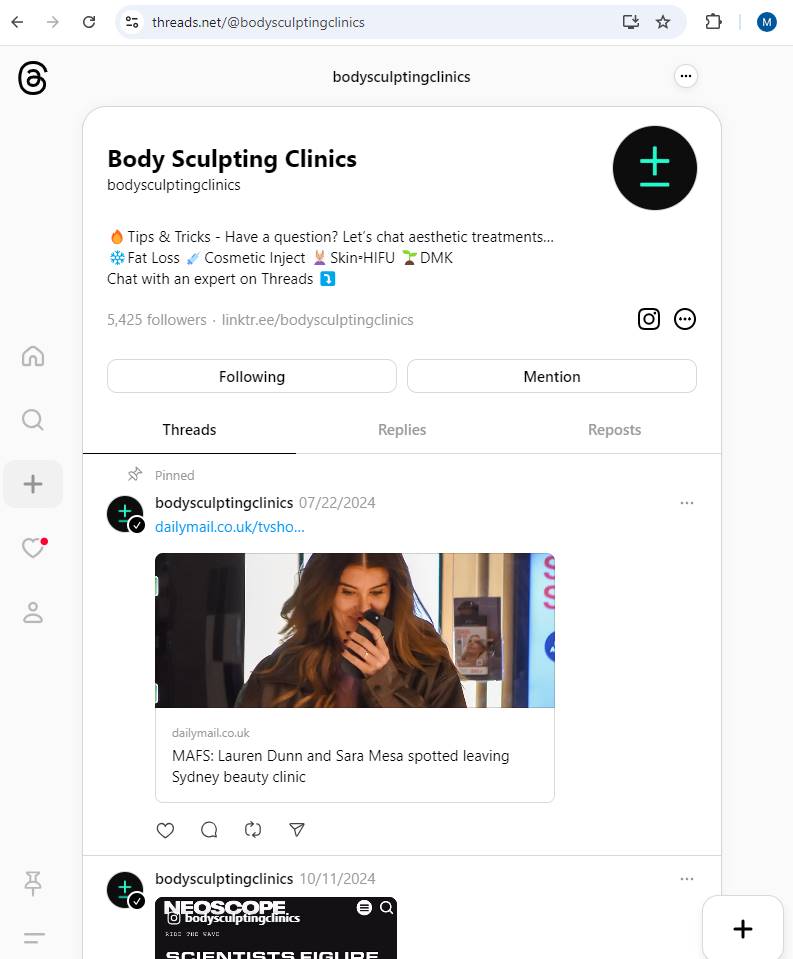 threads.net/@bodysculptingclinics
M
bodysculptingclinics
Body Sculpting Clinics
bodysculptingclinics
🔥Tips & Tricks - Have a question? Let's chat aesthetic treatments...
❄️Fat Loss 💉Cosmetic Inject 💆🏼‍♀️Skin▫️HIFU 🌱DMK
Chat with an expert on Threads ⤵️
5,425 followers · linktr.ee/bodysculptingclinics
Following
Mention
Threads
Replies
Reposts
Pinned
bodysculptingclinics 07/22/2024
dailymail.co.uk/tvsho...
dailymail.co.uk
MAFS: Lauren Dunn and Sara Mesa spotted leaving
Sydney beauty clinic
bodysculptingclinics 10/11/2024
NEOSCOPE
bodysculptingclinics
RIDE THE WAVE
SCIENTISTS FIGURE